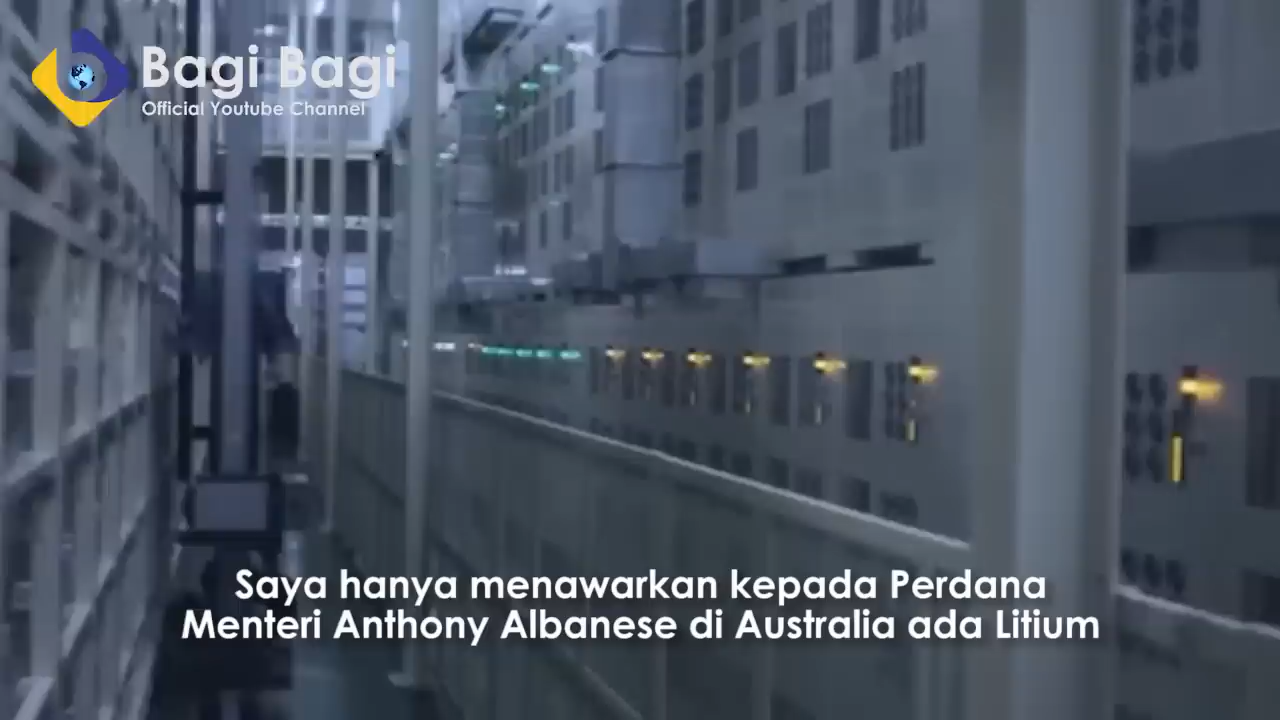 Bagi Bagi
Official Youtube Channel
Saya hanya menawarkan kepada Perdana
Menteri Anthony Albanese di Australia ada Litium